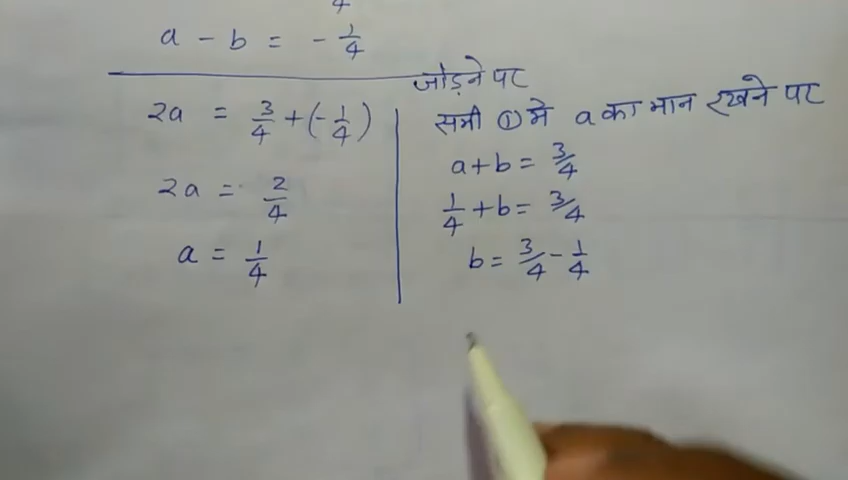 4
a - b = - 1/4
जोड़ने पर
2a = 3/4 + (- 1/4)
2a = 2/4
a = 1/4
समी ① मे a का मान रखने पर
a + b = 3/4
1/4 + b = 3/4
b = 3/4 - 1/4